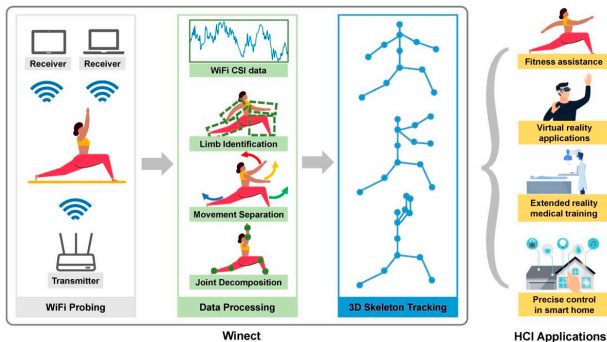 Receiver
Receiver
Transmitter
WiFi Probing
WiFi CSI data
Limb Identification
Movement Separation
Joint Decomposition
Data Processing
3D Skeleton Tracking
Winect
Fitness assistance
Virtual reality
applications
Extended reality
medical training
Precise control
in smart home
HCI Applications